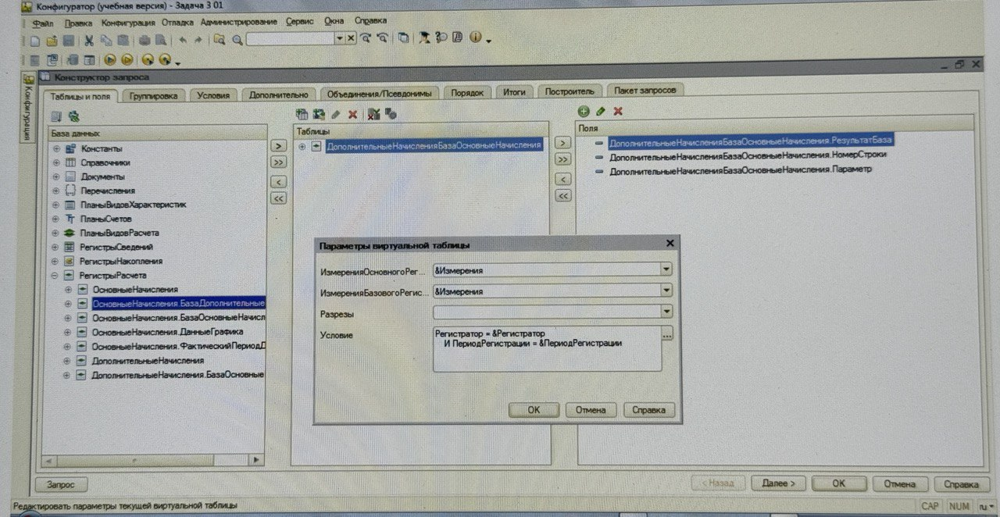 Конфигуратор (учебная версия) - Задача 3 01
Файл Правка Конфигурация Отладка Администрирование Сервис Окна Справка
Конфигурация
Конструктор запроса
Таблицы и поля Группировка Условия Дополнительно Объединения/Псевдонимы Порядок Итоги Построитель Пакет запросов
База данных
Константы
Справочники
Документы
Перечисления
ПланыВидовХарактеристик
ПланыСчетов
ПланыВидовРасчета
РегистрыСведений
РегистрыНакопления
РегистрыРасчета
ОсновныеНачисления
ОсновныеНачисления.БазаДополнительные
ОсновныеНачисления.БазаОсновныеНачисл
ОсновныеНачисления.ДанныеГрафика
ОсновныеНачисления.ФактическийПериодД
ДополнительныеНачисления
ДополнительныеНачисления.БазаОсновные
>
>>
<
<<
Таблицы
ДополнительныеНачисленияБазаОсновныеНачисления
>
>>
<
<<
Поля
ДополнительныеНачисленияБазаОсновныеНачисления.РезультатБаза
ДополнительныеНачисленияБазаОсновныеНачисления.НомерСтроки
ДополнительныеНачисленияБазаОсновныеНачисления.Параметр
Параметры виртуальной таблицы
ИзмеренияОсновногоРег... &Измерения
ИзмеренияБазовогоРегис... &Измерения
Разрезы
Условие Регистратор = &Регистратор
И ПериодРегистрации = &ПериодРегистрации
...
ОК Отмена Справка
Запрос < Назад Далее > ОК Отмена Справка
Редактировать параметры текущей виртуальной таблицы CAP NUM ru